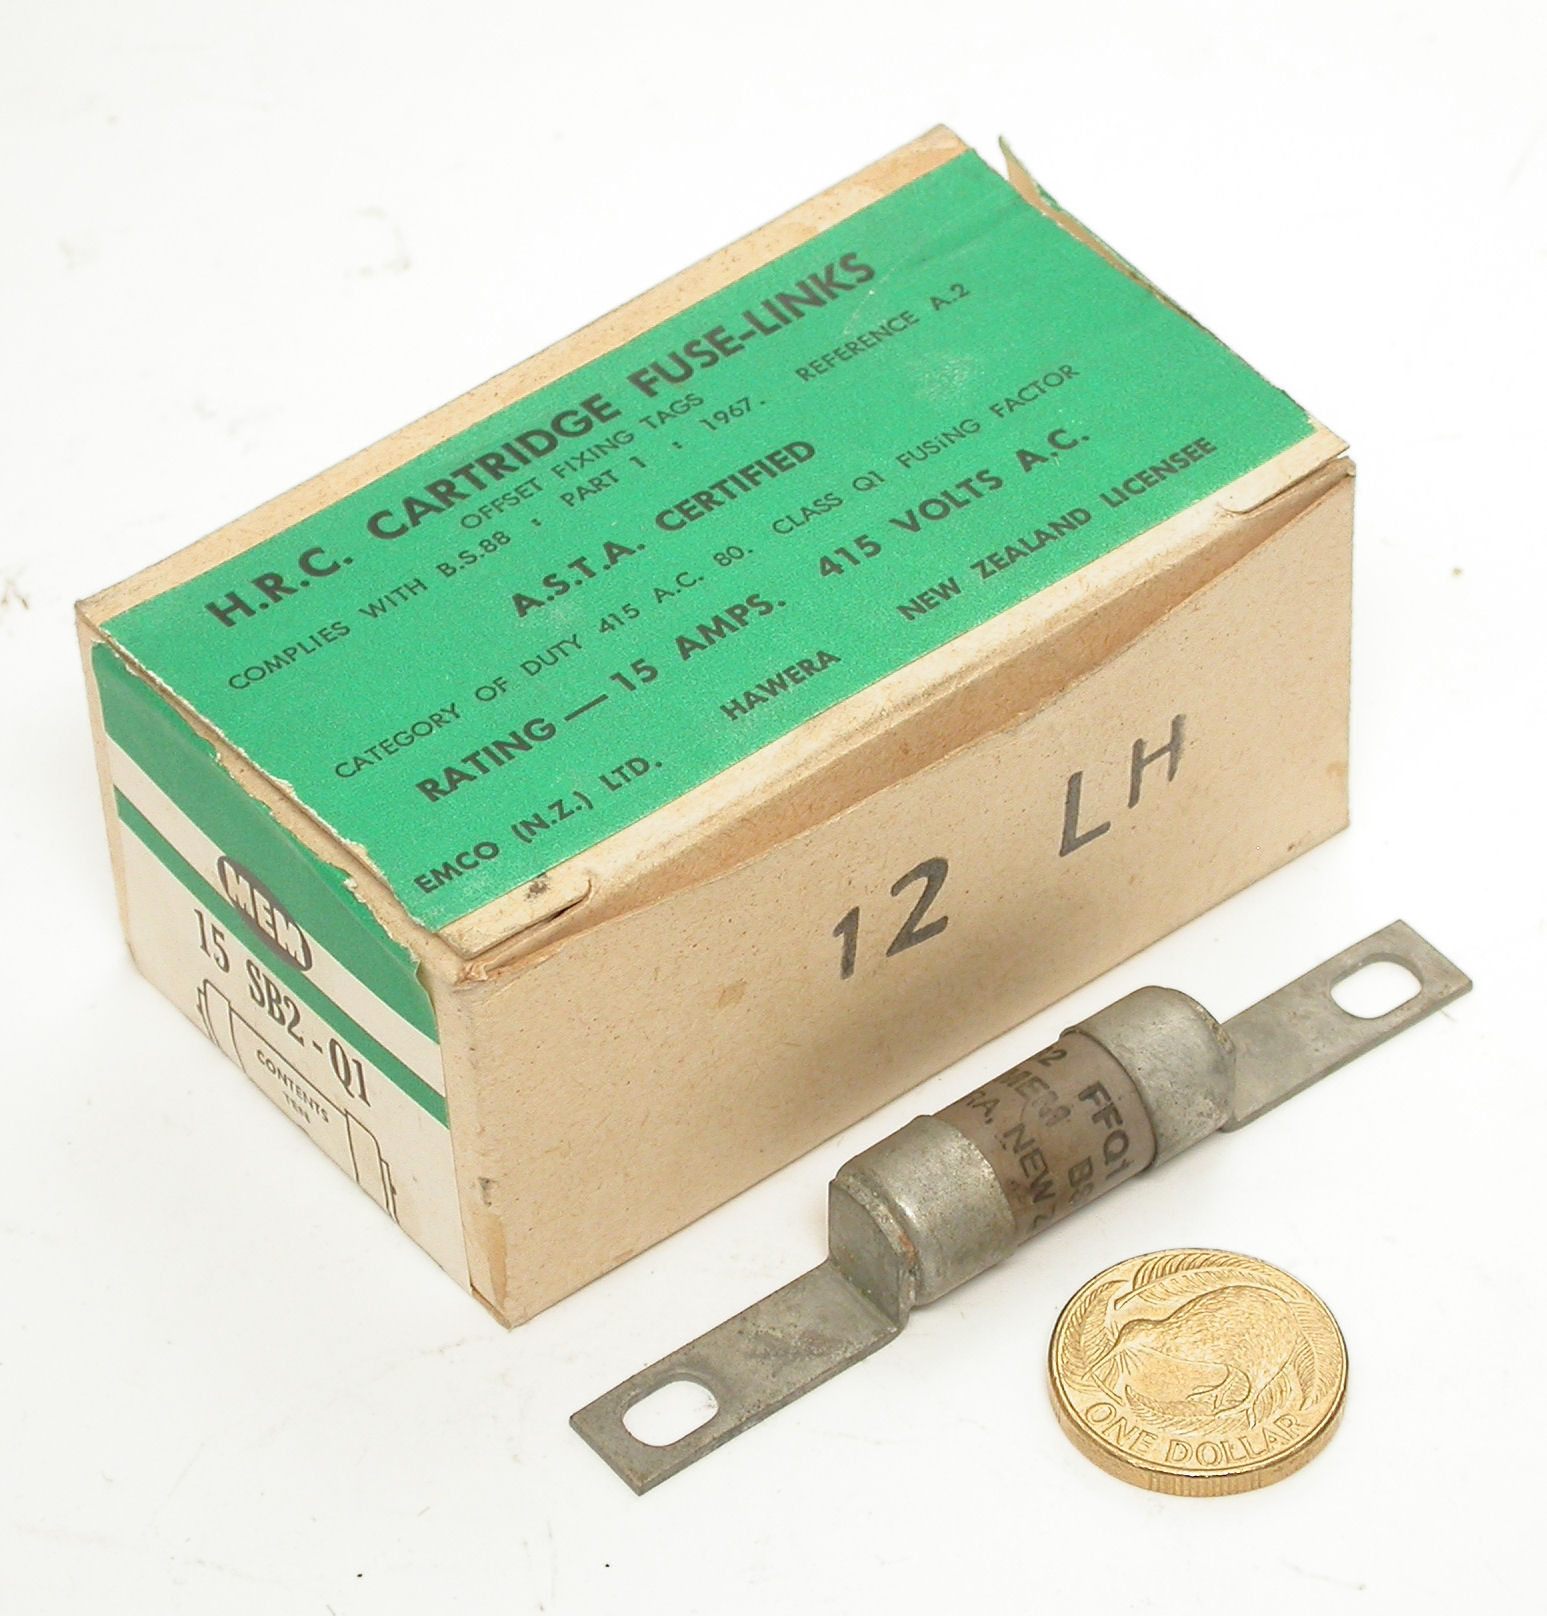 H.R.C. CARTRIDGE FUSE-LINKS
OFFSET FIXING TAGS
COMPLIES WITH B.S.88 : PART 1 : 1967. REFERENCE A.2
A.S.T.A. CERTIFIED
CATEGORY OF DUTY 415 A.C. 80. CLASS Q1 FUSiNG FACTOR
RATING — 15 AMPS. 415 VOLTS A.C.
EMCO (N.Z.) LTD. HAWERA NEW ZEALAND LICENSEE
MEM
15 SB2-Q1
CONTENTS
TEN
12 LH
FFQ1
NEW
ONE DOLLAR